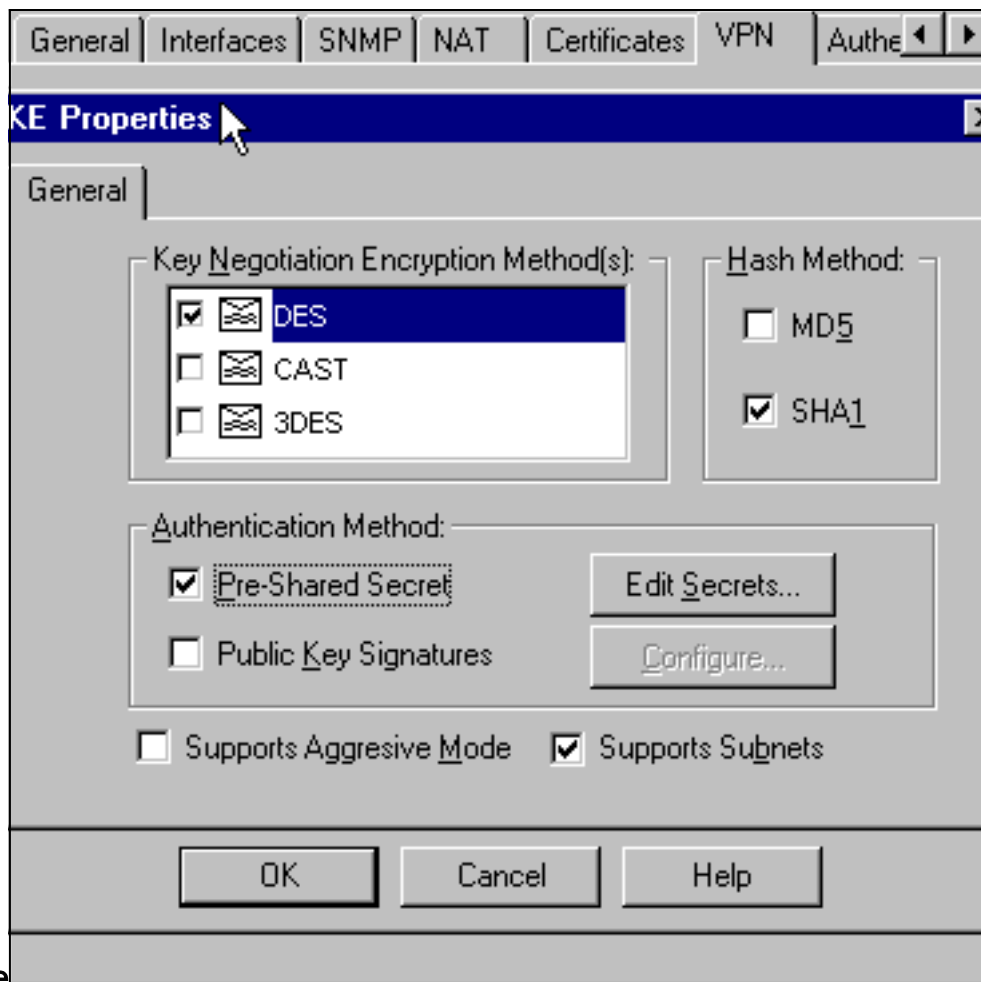 General Interfaces SNMP NAT Certificates VPN Authe
KE Properties
General
Key Negotiation Encryption Method(s):
Hash Method:
DES
CAST
3DES
MD5
SHA1
Authentication Method:
Pre-Shared Secret
Edit Secrets...
Public Key Signatures
Configure...
Supports Aggresive Mode
Supports Subnets
OK Cancel Help
e